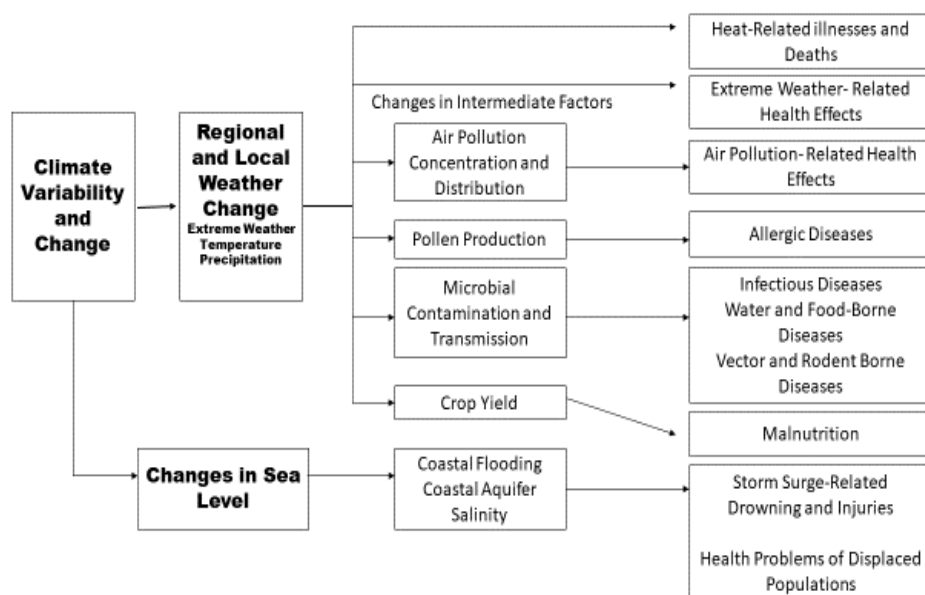 Climate
Variability
and
Change
Regional
and Local
Weather
Change
Extreme Weather
Temperature
Precipitation
Changes in Sea
Level
Changes in Intermediate Factors
Air Pollution
Concentration and
Distribution
Pollen Production
Microbial
Contamination and
Transmission
Crop Yield
Coastal Flooding
Coastal Aquifer
Salinity
Heat-Related illnesses and
Deaths
Extreme Weather- Related
Health Effects
Air Pollution- Related Health
Effects
Allergic Diseases
Infectious Diseases
Water and Food-Borne
Diseases
Vector and Rodent Borne
Diseases
Malnutrition
Storm Surge-Related
Drowning and Injuries
Health Problems of Displaced
Populations